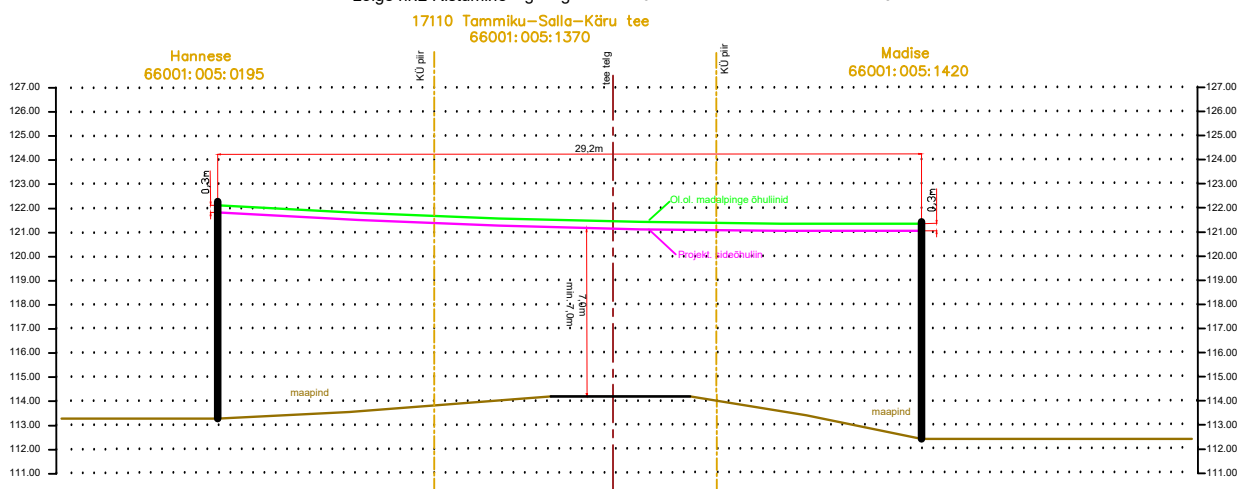 17110 Tammiku-Salla-Käru tee
66001:005:1370
Hannese
66001:005:0195
KÜ piir
tee telg
KÜ piir
Madise
66001:005:1420
127.00
126.00
125.00
124.00
123.00
122.00
121.00
120.00
119.00
118.00
117.00
116.00
115.00
114.00
113.00
112.00
111.00
29,2m
0,3m
0,3m
Ol.ol. madalpinge õhuliinid
Projekt. sideõhuliin
7,0m
min. 7,0m
maapind
maapind
127.00
126.00
125.00
124.00
123.00
122.00
121.00
120.00
119.00
118.00
117.00
116.00
115.00
114.00
113.00
112.00
111.00